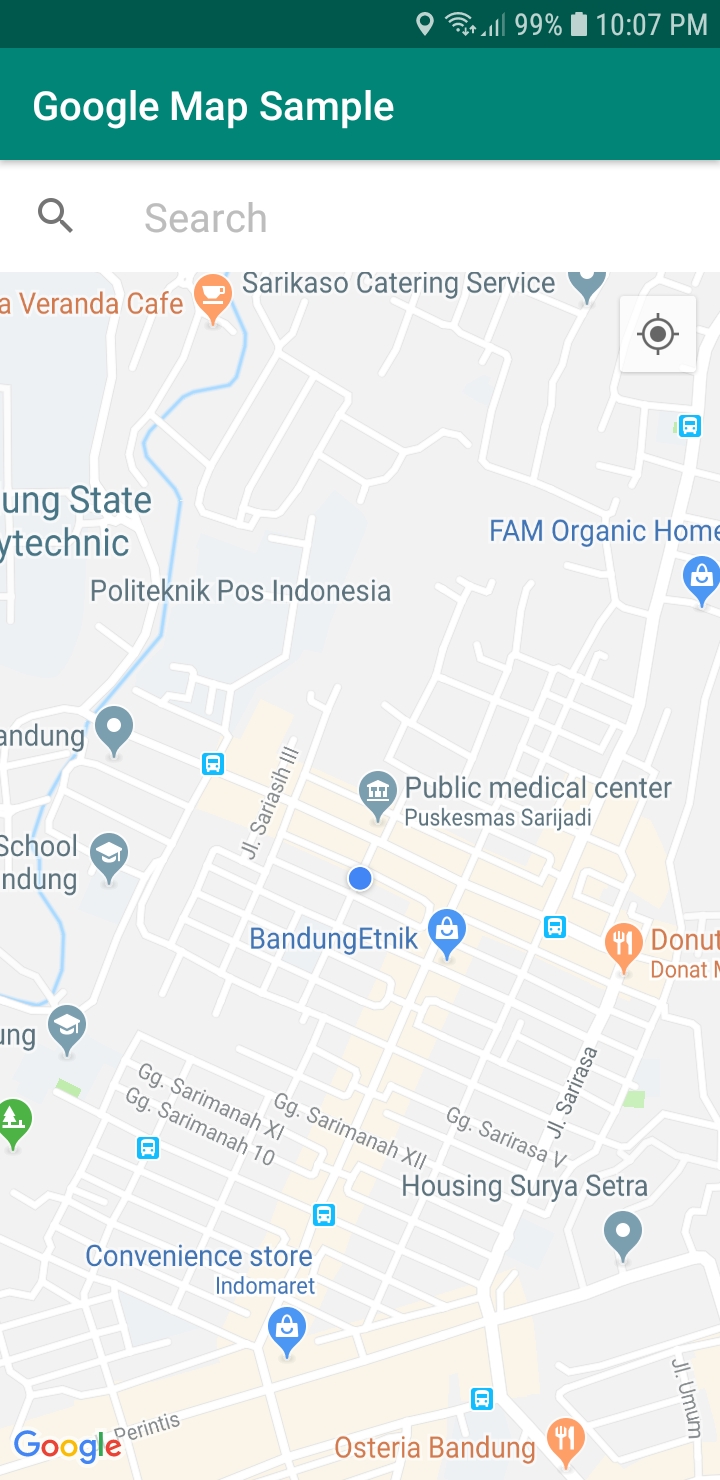 99% 10:07 PM
Google Map Sample
Search
Sarikaso Catering Service
a Veranda Cafe
ung State
ytechnic
FAM Organic Home
Politeknik Pos Indonesia
andung
Jl. Sariasih III
Public medical center
Puskesmas Sarijadi
School
ndung
BandungEtnik
Donut
Donat M
ung
Gg. Sarimanah XI
Gg. Sarimanah 10
Gg. Sarimanah XII
Gg. Sarirasa V
Jl. Sarirasa
Housing Surya Setra
Convenience store
Indomaret
Jl. Umum
Perintis
Google
Osteria Bandung